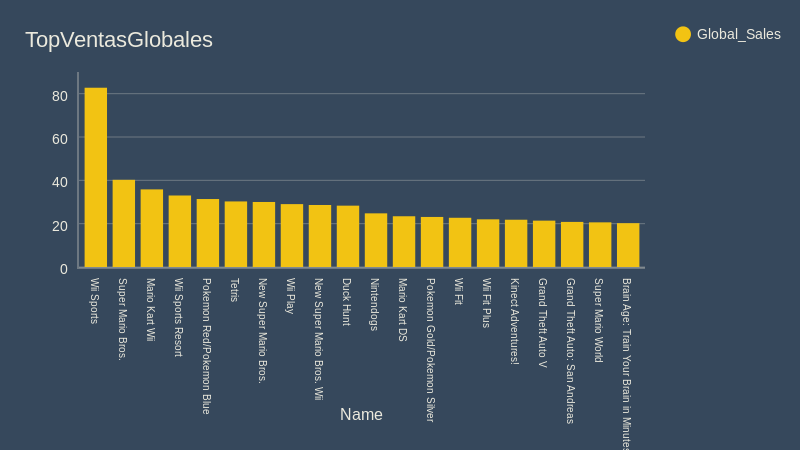 TopVentasGlobales
Global_Sales
80
60
40
20
0
Wii Sports
Super Mario Bros.
Mario Kart Wii
Wii Sports Resort
Pokemon Red/Pokemon Blue
Tetris
New Super Mario Bros.
Wii Play
New Super Mario Bros. Wii
Duck Hunt
Nintendogs
Mario Kart DS
Pokemon Gold/Pokemon Silver
Wii Fit
Wii Fit Plus
Kinect Adventures!
Grand Theft Auto V
Grand Theft Auto: San Andreas
Super Mario World
Brain Age: Train Your Brain in Minutes
Name